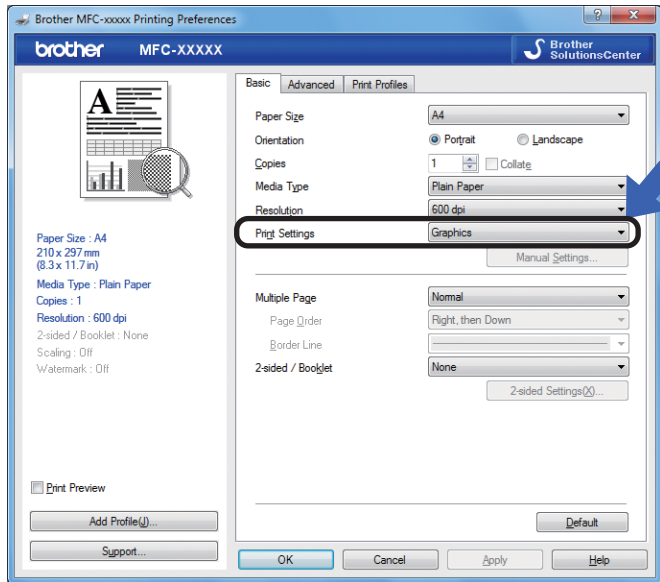 Brother MFC-xxxxx Printing Preferences
brother MFC-XXXXX
Brother
SolutionsCenter
A
Paper Size : A4
210 x 297 mm
(8.3 x 11.7 in)
Media Type : Plain Paper
Copies : 1
Resolution : 600 dpi
2-sided / Booklet : None
Scaling : Off
Watermark : Off
Print Preview
Add Profile(J)...
Support...
Basic Advanced Print Profiles
Paper Size A4
Orientation Portrait Landscape
Copies 1 Collate
Media Type Plain Paper
Resolution 600 dpi
Print Settings Graphics
Manual Settings...
Multiple Page Normal
Page Order Right, then Down
Border Line
2-sided / Booklet None
2-sided Settings(X)...
Default
OK Cancel Apply Help